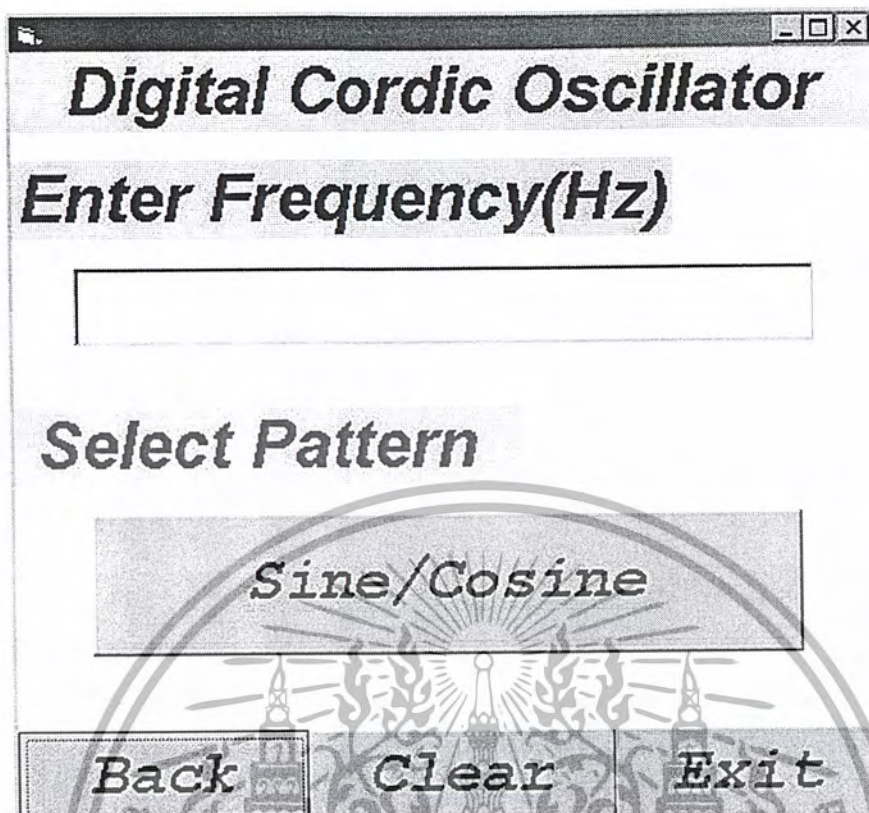 Digital Cordic Oscillator
Enter Frequency(Hz)
Select Pattern
Sine/Cosine
Back Clear Exit